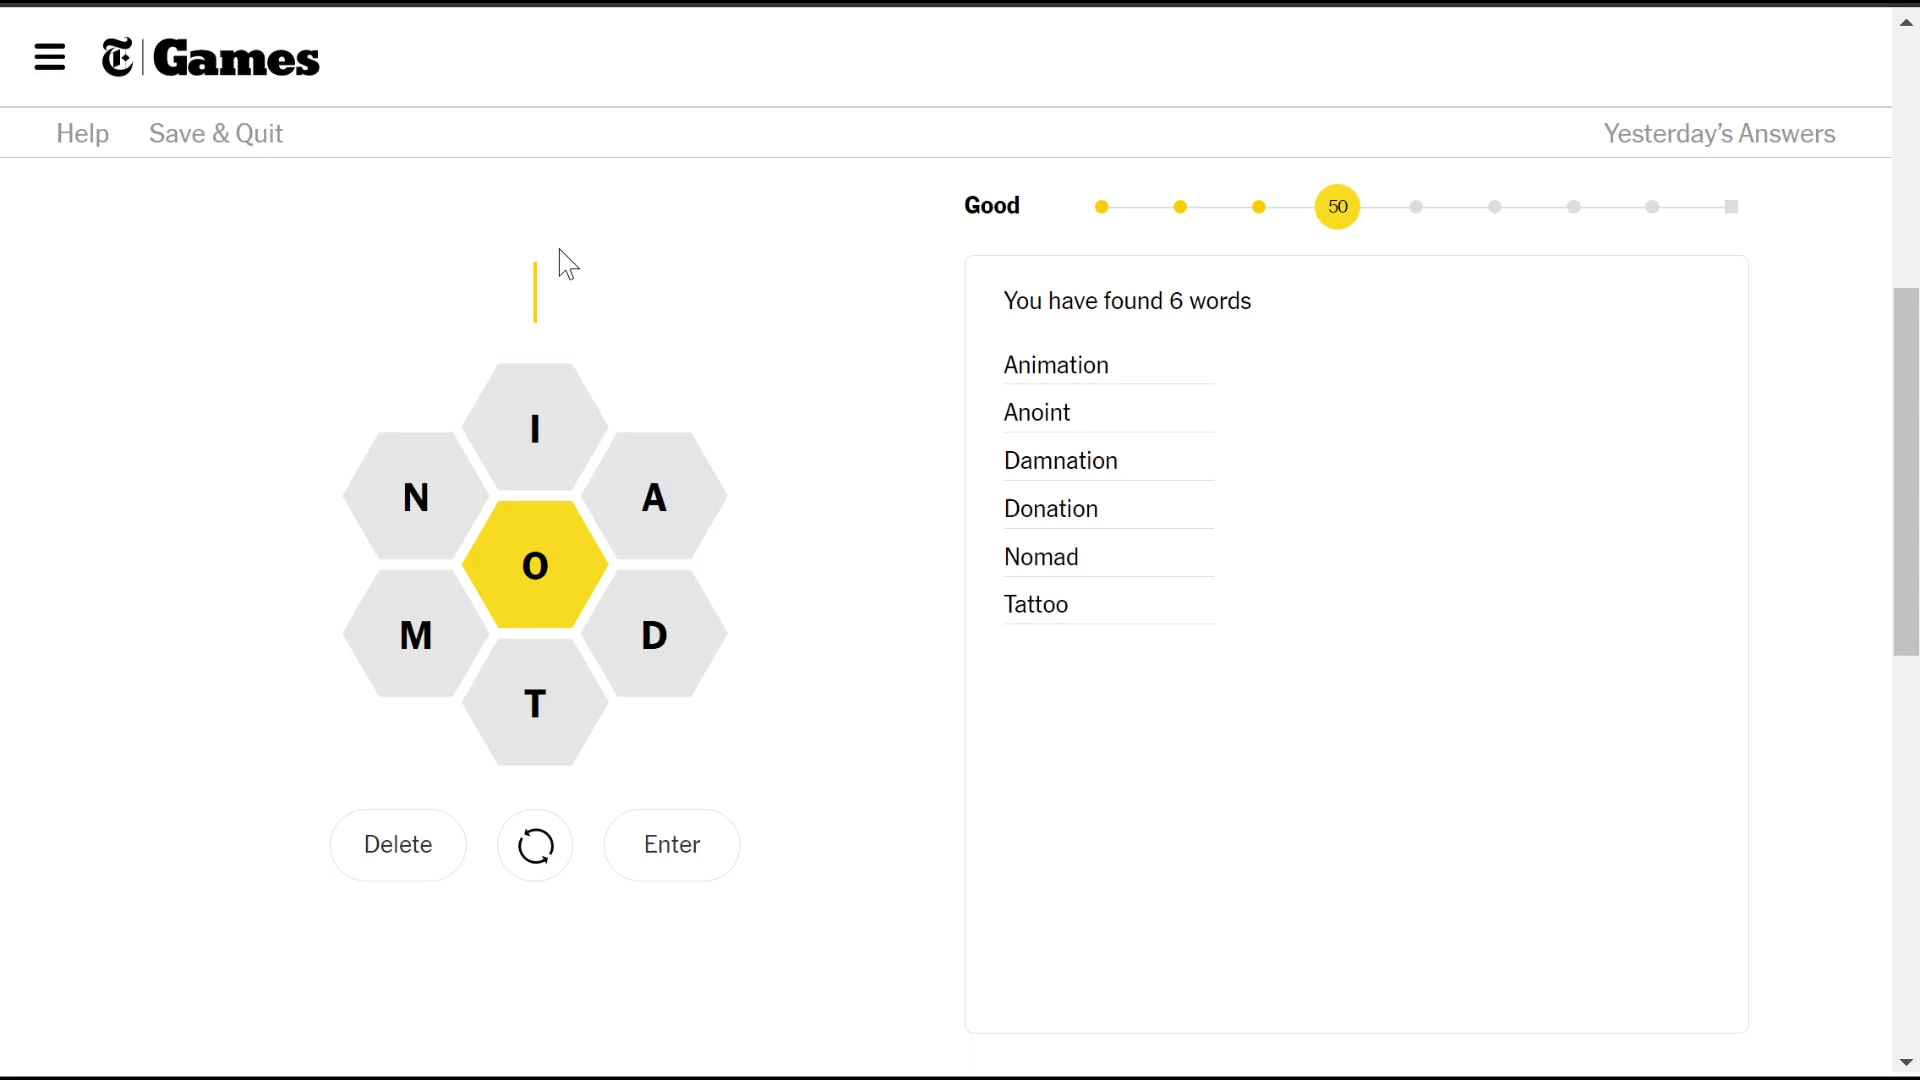 T Games
Help Save & Quit Yesterday's Answers
Good 50
You have found 6 words
Animation
Anoint
Damnation
Donation
Nomad
Tattoo
I
N A
O
M D
T
Delete Enter